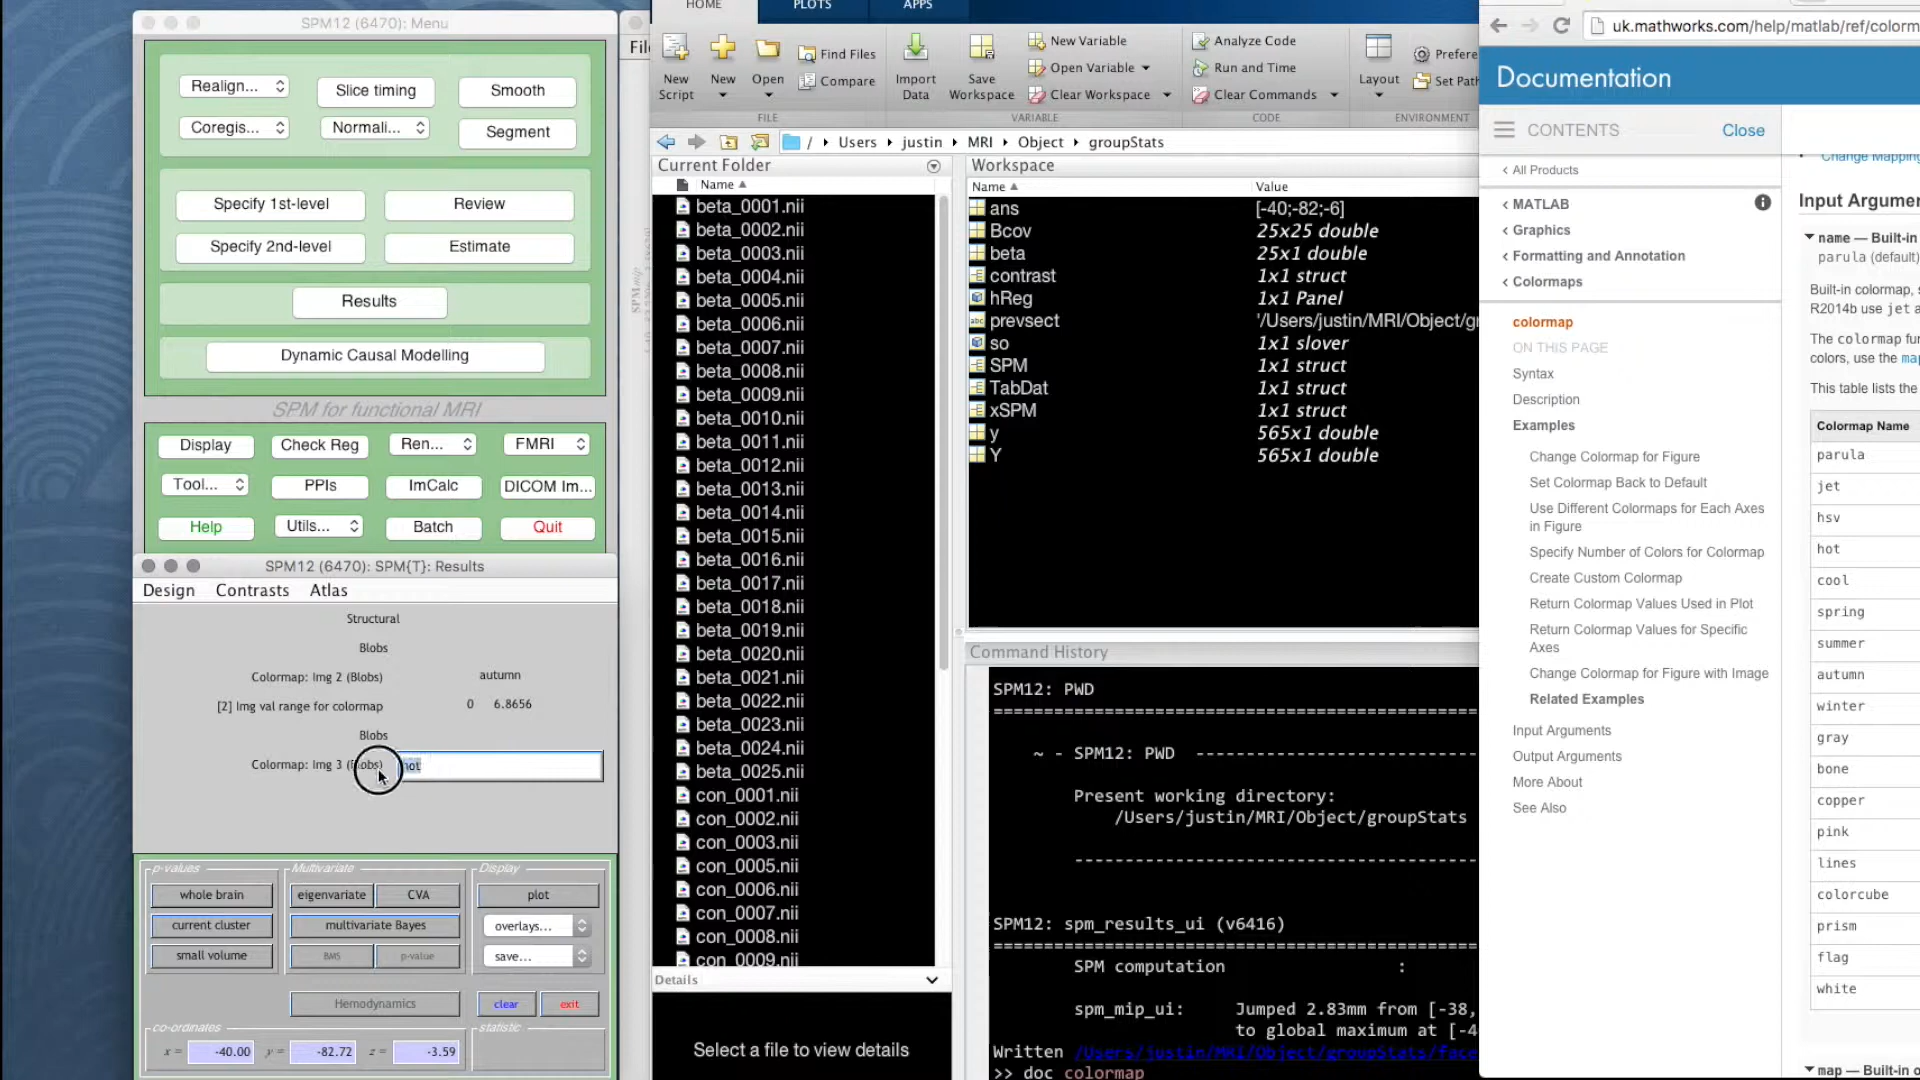 SPM12 (6470): Menu
Realign...
Slice timing
Smooth
Coregis...
Normali...
Segment
Specify 1st-level
Review
Specify 2nd-level
Estimate
Results
Dynamic Causal Modelling
SPM for functional MRI
Display
Check Reg
Ren...
FMRI
Tool...
PPIs
ImCalc
DICOM Im...
Help
Utils...
Batch
Quit
SPM12 (6470): SPM{T}: Results
Design
Contrasts
Atlas
Structural
Blobs
Colormap: Img 2 (Blobs)
autumn
[2] Img val range for colormap
0 6.8656
Blobs
Colormap: Img 3 (Blobs)
hot
p-values
Multivariate
Display
whole brain
eigenvariate
CVA
plot
current cluster
multivariate Bayes
overlays...
small volume
BMS
p-value
save...
Hemodynamics
clear
exit
co-ordinates
statistic
x = -40.00
y = -82.72
z = -3.59
HOME
PLOTS
APPS
New Script
New
Open
Find Files
Compare
Import Data
Save Workspace
New Variable
Open Variable
Clear Workspace
Analyze Code
Run and Time
Clear Commands
Layout
Prefere
Set Path
FILE
VARIABLE
CODE
ENVIRONMENT
/ Users justin MRI Object groupStats
Current Folder
Name
beta_0001.nii
beta_0002.nii
beta_0003.nii
beta_0004.nii
beta_0005.nii
beta_0006.nii
beta_0007.nii
beta_0008.nii
beta_0009.nii
beta_0010.nii
beta_0011.nii
beta_0012.nii
beta_0013.nii
beta_0014.nii
beta_0015.nii
beta_0016.nii
beta_0017.nii
beta_0018.nii
beta_0019.nii
beta_0020.nii
beta_0021.nii
beta_0022.nii
beta_0023.nii
beta_0024.nii
beta_0025.nii
con_0001.nii
con_0002.nii
con_0003.nii
con_0005.nii
con_0006.nii
con_0007.nii
con_0008.nii
con_0009.nii
Details
Select a file to view details
Workspace
Name Value
ans [-40;-82;-6]
Bcov 25x25 double
beta 25x1 double
contrast 1x1 struct
hReg 1x1 Panel
prevsect '/Users/justin/MRI/Object/gr
so 1x1 slover
SPM 1x1 struct
TabDat 1x1 struct
xSPM 1x1 struct
y 565x1 double
Y 565x1 double
Command History
SPM12: PWD
~ - SPM12: PWD
Present working directory:
/Users/justin/MRI/Object/groupStats
SPM12: spm_results_ui (v6416)
SPM computation :
spm_mip_ui: Jumped 2.83mm from [-38,
to global maximum at [-4
Written /Users/justin/MRI/Object/groupStats/face
>> doc colormap
uk.mathworks.com/help/matlab/ref/colorm
Documentation
CONTENTS
Close
All Products
MATLAB
Graphics
Formatting and Annotation
Colormaps
colormap
ON THIS PAGE
Syntax
Description
Examples
Change Colormap for Figure
Set Colormap Back to Default
Use Different Colormaps for Each Axes
in Figure
Specify Number of Colors for Colormap
Create Custom Colormap
Return Colormap Values Used in Plot
Return Colormap Values for Specific
Axes
Change Colormap for Figure with Image
Related Examples
Input Arguments
Output Arguments
More About
See Also
Change Mapping
Input Argumen
name — Built-in
parula (default)
Built-in colormap, s
R2014b use jet a
The colormap fun
colors, use the map
This table lists the
Colormap Name
parula
jet
hsv
hot
cool
spring
summer
autumn
winter
gray
bone
copper
pink
lines
colorcube
prism
flag
white
map — Built-in o